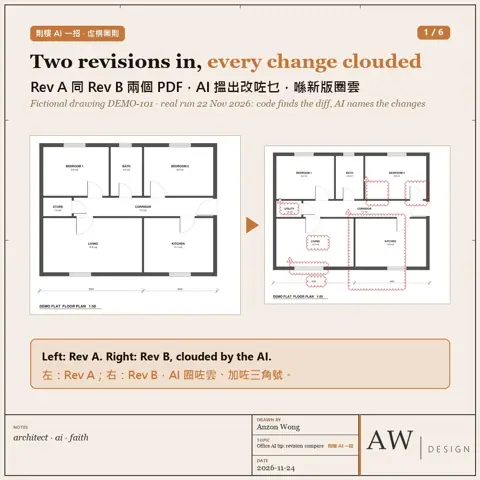 則樓 AI 一招 · 虛構圖則
1 / 6
Two revisions in, every change clouded
Rev A 同 Rev B 兩個 PDF，AI 搵出改咗乜，喺新版圈雲
Fictional drawing DEMO-101 · real run 22 Nov 2026: code finds the diff, AI names the changes
BEDROOM 1
BATH
BEDROOM 2
STORE
CORRIDOR
LIVING
KITCHEN
DEMO FLAT FLOOR PLAN 1:50
BEDROOM 1
BATH
BEDROOM 2
UTILITY
CORRIDOR
LIVING
KITCHEN
DEMO FLAT FLOOR PLAN 1:50
Left: Rev A. Right: Rev B, clouded by the AI.
左：Rev A；右：Rev B，AI 圈咗雲、加咗三角號。
NOTES
architect · ai · faith
DRAWN BY
Anzon Wong
TOPIC
Office AI tip: revision compare
DATE
2026-11-24
AW DESIGN